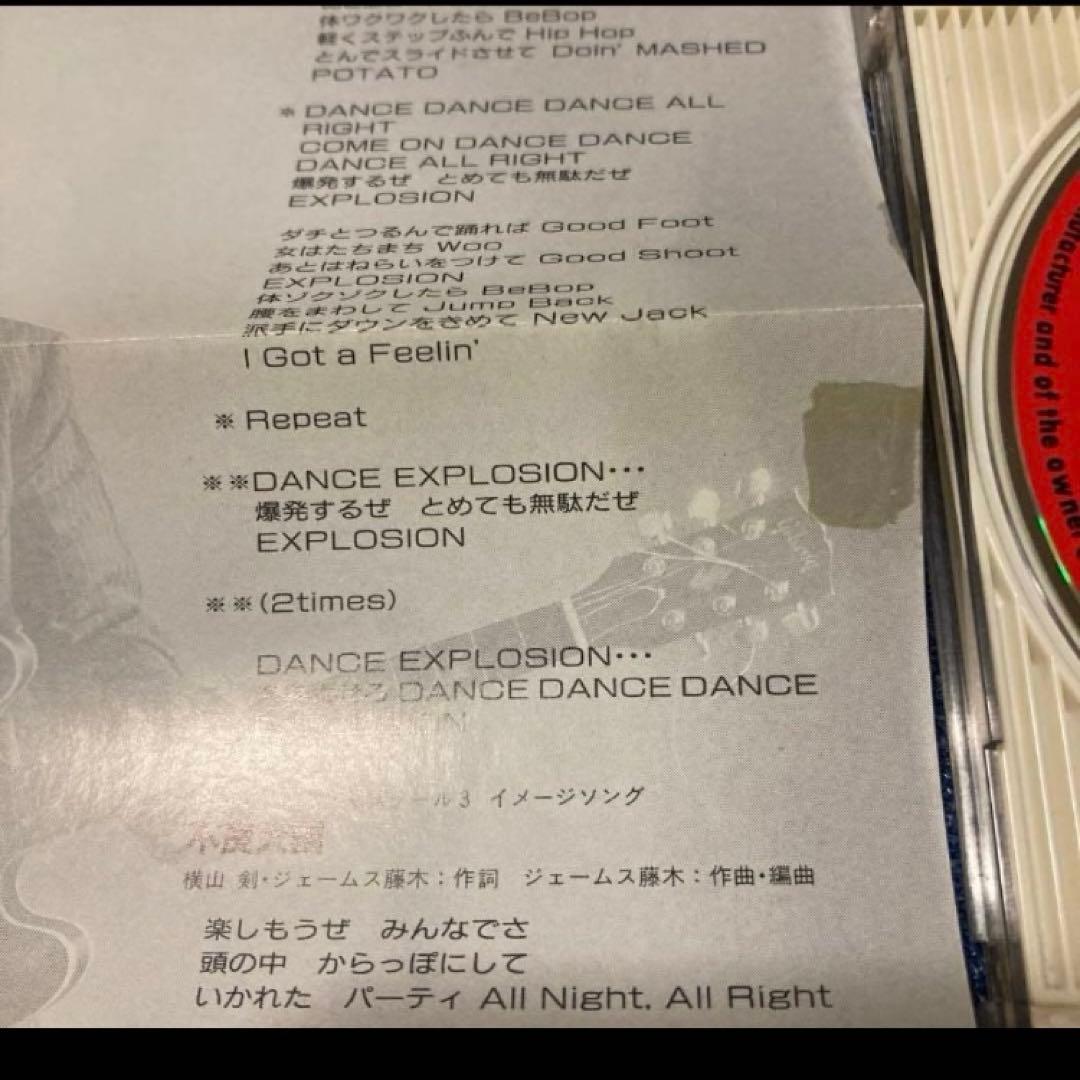 体ワクワクしたら BeBop
軽くステップふんで Hip Hop
とんでスライドさせて Doin' MASHED
POTATO
※ DANCE DANCE DANCE ALL
RIGHT
COME ON DANCE DANCE
DANCE ALL RIGHT
爆発するぜ　とめても無駄だぜ
EXPLOSION
ダチとつるんで踊れば Good Foot
女はたちまち Woo
あとはねらいをつけて Good Shoot
EXPLOSION
体ゾクゾクしたら BeBop
腰をまわして Jump Back
派手にダウンをきめて New Jack
I Got a Feelin'
※ Repeat
※※DANCE EXPLOSION…
爆発するぜ　とめても無駄だぜ
EXPLOSION
※※(2times)
DANCE EXPLOSION…
DANCE DANCE DANCE
クール3 イメージソング
横山 剣・ジェームス藤木：作詞　ジェームス藤木：作曲・編曲
楽しもうぜ　みんなでさ
頭の中　からっぽにして
いかれた　パーティ All Night. All Right
nufacturer and of the owner